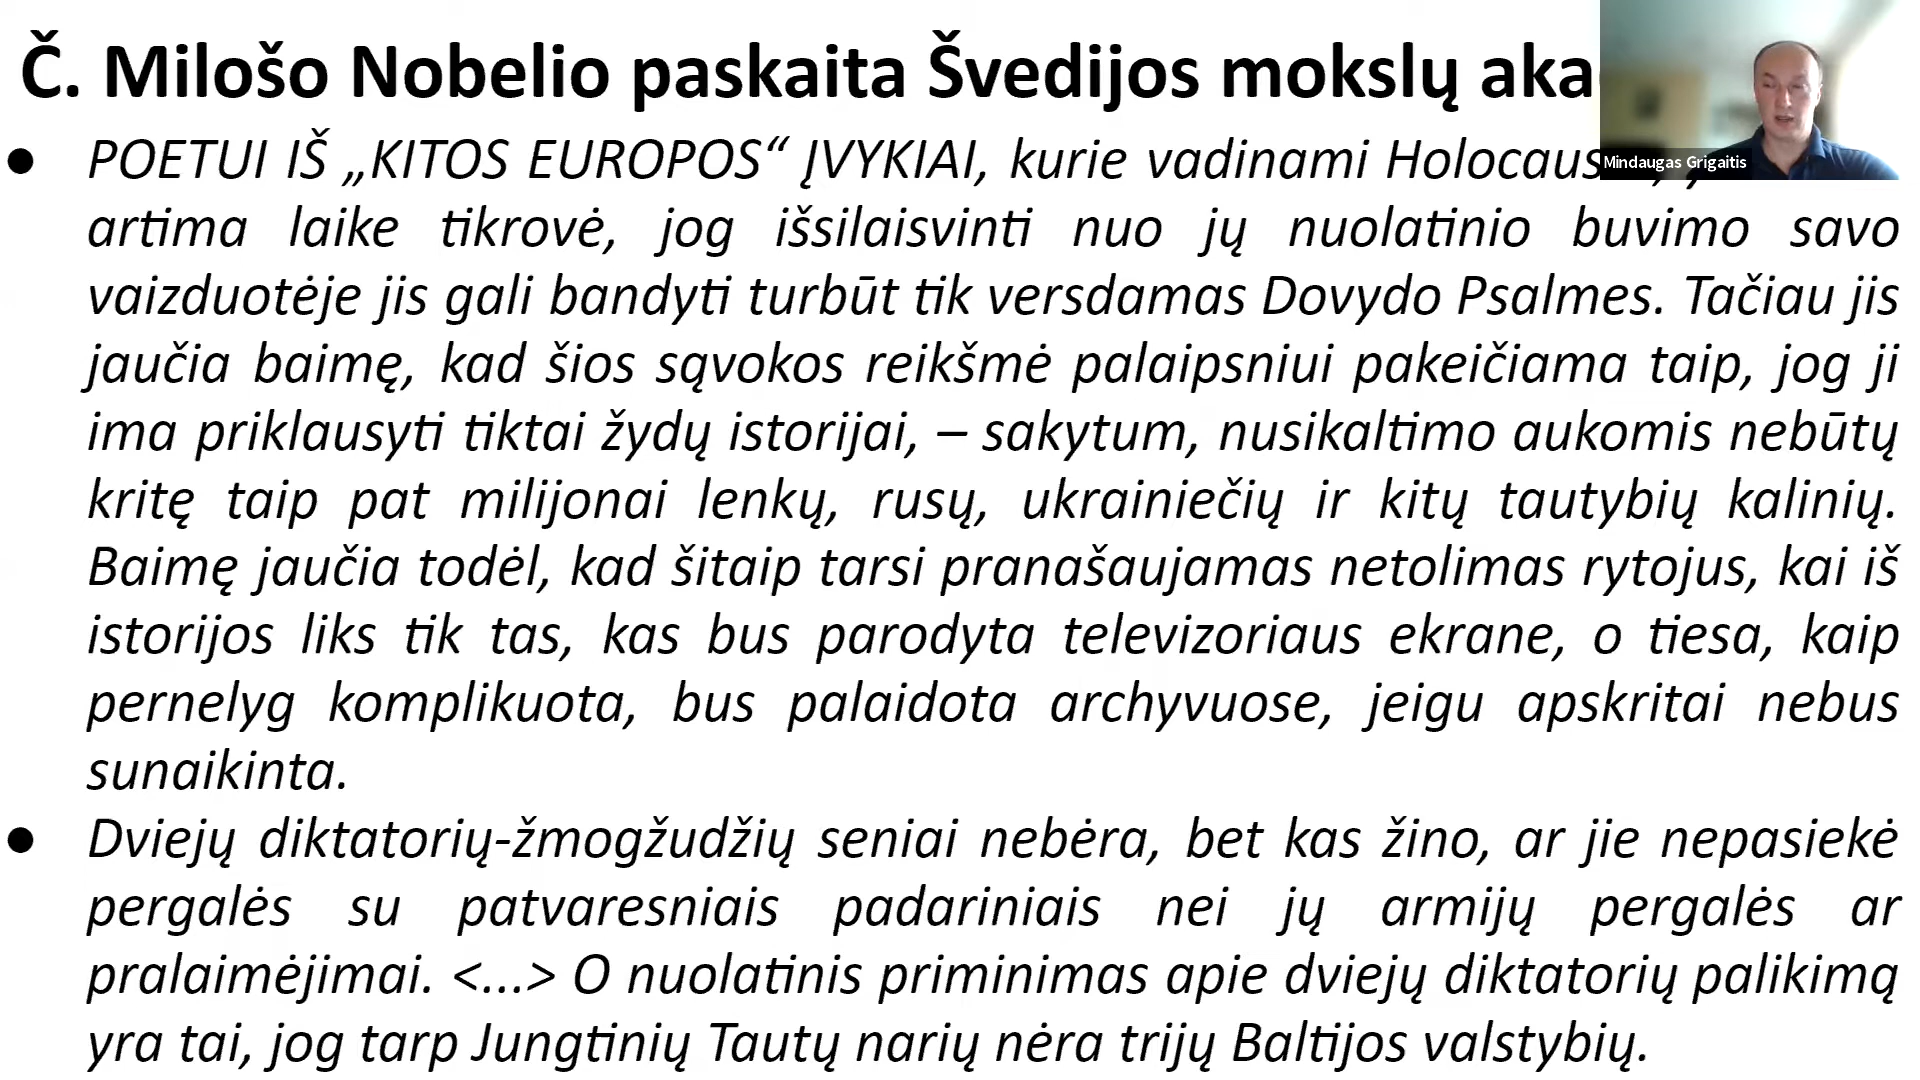 Č. Milošo Nobelio paskaita Švedijos mokslų
Mindaugas Grigaitis
● POETUI IŠ „KITOS EUROPOS“ ĮVYKIAI, kurie vadinami
artima laike tikrovė, jog išsilaisvinti nuo jų nuolatinio buvimo savo
vaizduotėje jis gali bandyti turbūt tik versdamas Dovydo Psalmes. Tačiau jis
jaučia baimę, kad šios sąvokos reikšmė palaipsniui pakeičiama taip, jog ji
ima priklausyti tiktai žydų istorijai, – sakytum, nusikaltimo aukomis nebūtų
kritę taip pat milijonai lenkų, rusų, ukrainiečių ir kitų tautybių kalinių.
Baimę jaučia todėl, kad šitaip tarsi pranašaujamas netolimas rytojus, kai iš
istorijos liks tik tas, kas bus parodyta televizoriaus ekrane, o tiesa, kaip
pernelyg komplikuota, bus palaidota archyvuose, jeigu apskritai nebus
sunaikinta.
● Dviejų diktatorių-žmogžudžių seniai nebėra, bet kas žino, ar jie nepasiekė
pergalės su patvaresniais padariniais nei jų armijų pergalės ar
pralaimėjimai. <...> O nuolatinis priminimas apie dviejų diktatorių palikimą
yra tai, jog tarp Jungtinių Tautų narių nėra trijų Baltijos valstybių.